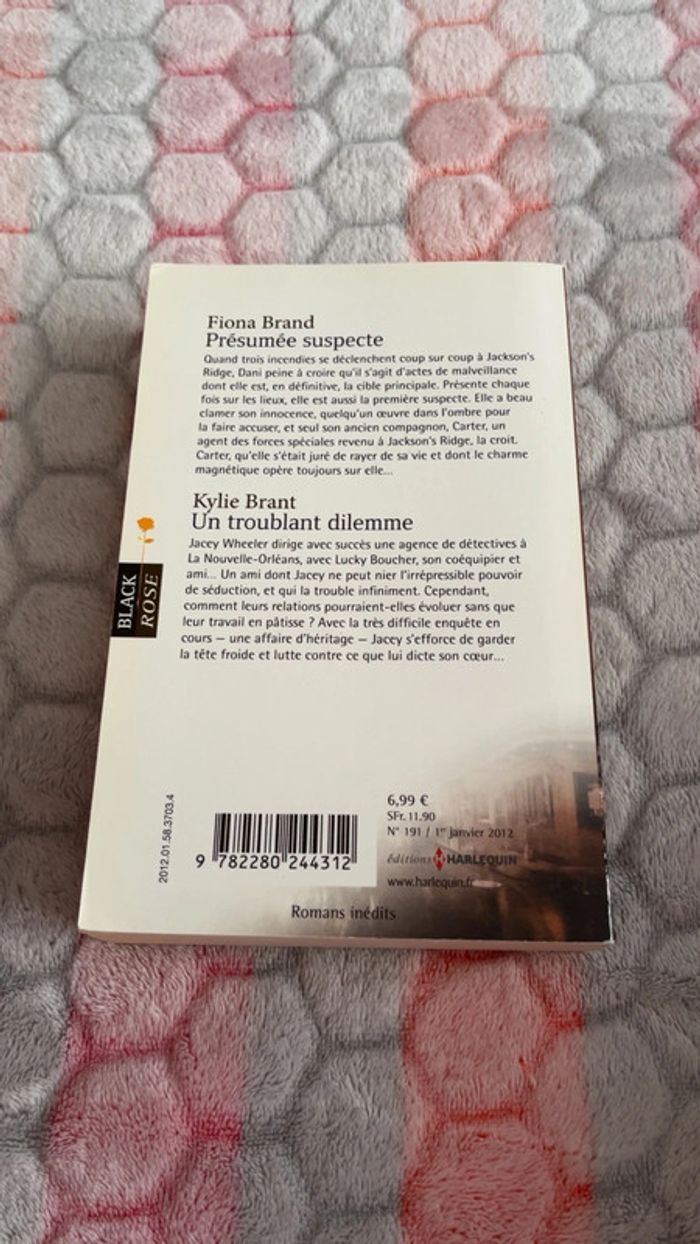 Fiona Brand
Présumée suspecte
Quand trois incendies se déclenchent coup sur coup à Jackson's
Ridge, Dani peine à croire qu'il s'agit d'actes de malveillance
dont elle est, en définitive, la cible principale. Présente chaque
fois sur les lieux, elle est aussi la première suspecte. Elle a beau
clamer son innocence, quelqu'un œuvre dans l'ombre pour
la faire accuser, et seul son ancien compagnon, Carter, un
agent des forces spéciales revenu à Jackson's Ridge, la croit.
Carter, qu'elle s'était juré de rayer de sa vie et dont le charme
magnétique opère toujours sur elle...
Kylie Brant
Un troublant dilemme
Jacey Wheeler dirige avec succès une agence de détectives à
La Nouvelle-Orléans, avec Lucky Boucher, son coéquipier et
ami... Un ami dont Jacey ne peut nier l'irrépressible pouvoir
de séduction, et qui la trouble infiniment. Cependant,
comment leurs relations pourraient-elles évoluer sans que
leur travail en pâtisse ? Avec la très difficile enquête en
cours — une affaire d'héritage — Jacey s'efforce de garder
la tête froide et lutte contre ce que lui dicte son cœur...
BLACK
ROSE
2012.01.58.3703.4
9 782280 244312
6,99 €
SFr. 11.90
N° 191 / 1er janvier 2012
éditions HARLEQUIN
www.harlequin.fr
Romans inédits